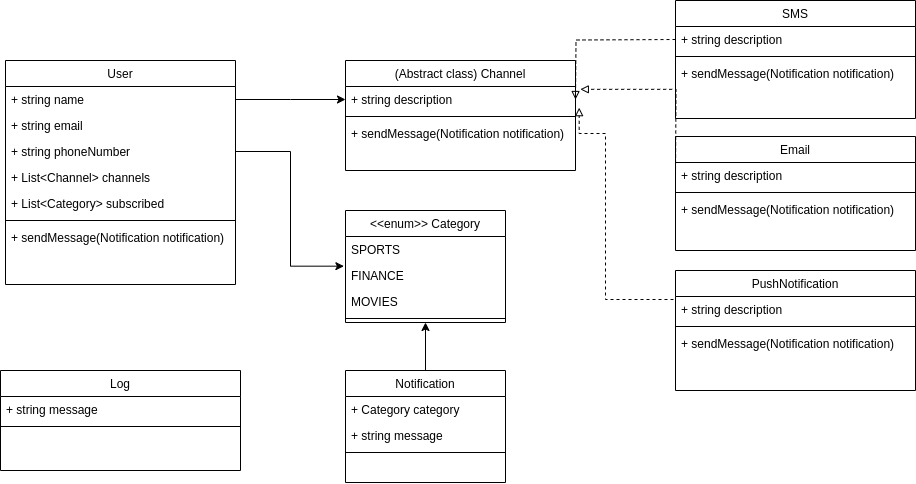 User
+ string name
+ string email
+ string phoneNumber
+ List<Channel> channels
+ List<Category> subscribed
+ sendMessage(Notification notification)
(Abstract class) Channel
+ string description
+ sendMessage(Notification notification)
SMS
+ string description
+ sendMessage(Notification notification)
Email
+ string description
+ sendMessage(Notification notification)
<<enum>> Category
SPORTS
FINANCE
MOVIES
PushNotification
+ string description
+ sendMessage(Notification notification)
Log
+ string message
Notification
+ Category category
+ string message